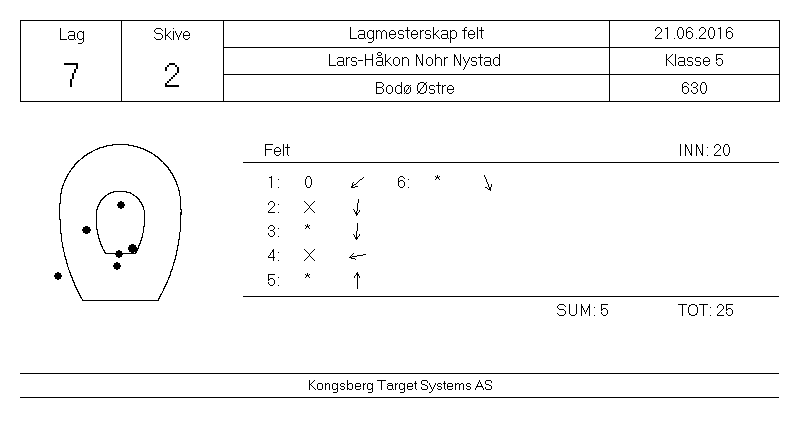 Lag Skive Lagmesterskap felt 21.06.2016
7 2 Lars-Håkon Nohr Nystad Klasse 5
Bodø Østre 630
Felt INN: 20
1: 0 ↙ 6: * ↘
2: X ↓
3: * ↓
4: X ←
5: * ↑
SUM: 5 TOT: 25
Kongsberg Target Systems AS